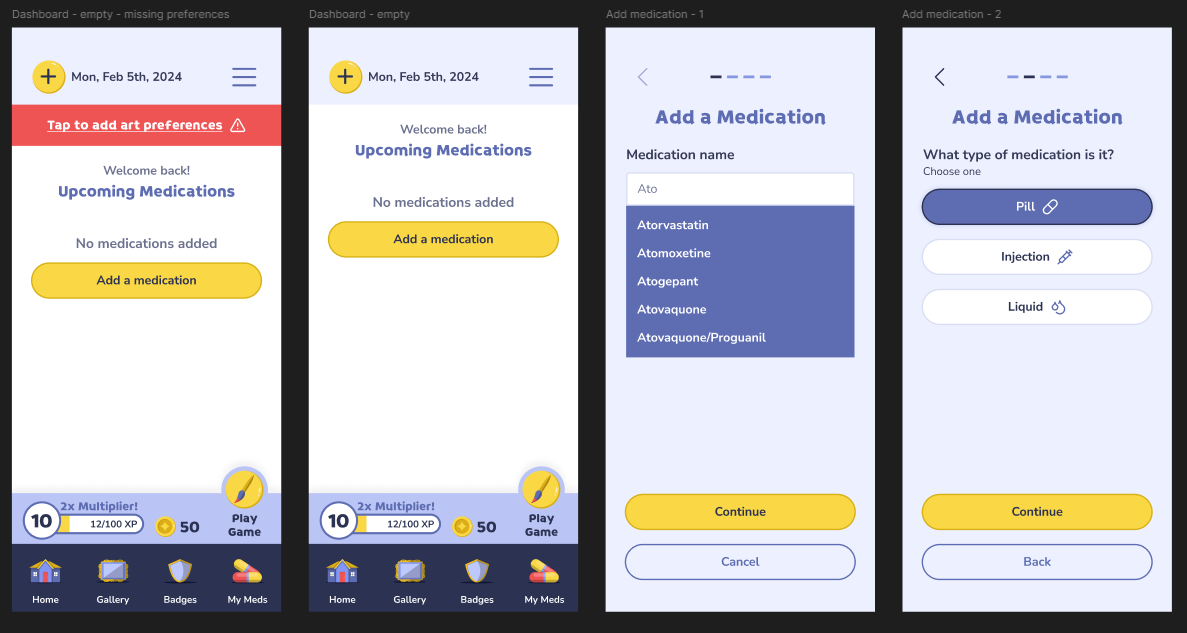 Dashboard - empty - missing preferences
Mon, Feb 5th, 2024
Tap to add art preferences
Welcome back!
Upcoming Medications
No medications added
Add a medication
2x Multiplier!
10
12/100 XP
50
Play
Game
Home
Gallery
Badges
My Meds
Dashboard - empty
Mon, Feb 5th, 2024
Welcome back!
Upcoming Medications
No medications added
Add a medication
2x Multiplier!
10
12/100 XP
50
Play
Game
Home
Gallery
Badges
My Meds
Add medication - 1
Add a Medication
Medication name
Ato
Atorvastatin
Atomoxetine
Atogepant
Atovaquone
Atovaquone/Proguanil
Continue
Cancel
Add medication - 2
Add a Medication
What type of medication is it?
Choose one
Pill
Injection
Liquid
Continue
Back